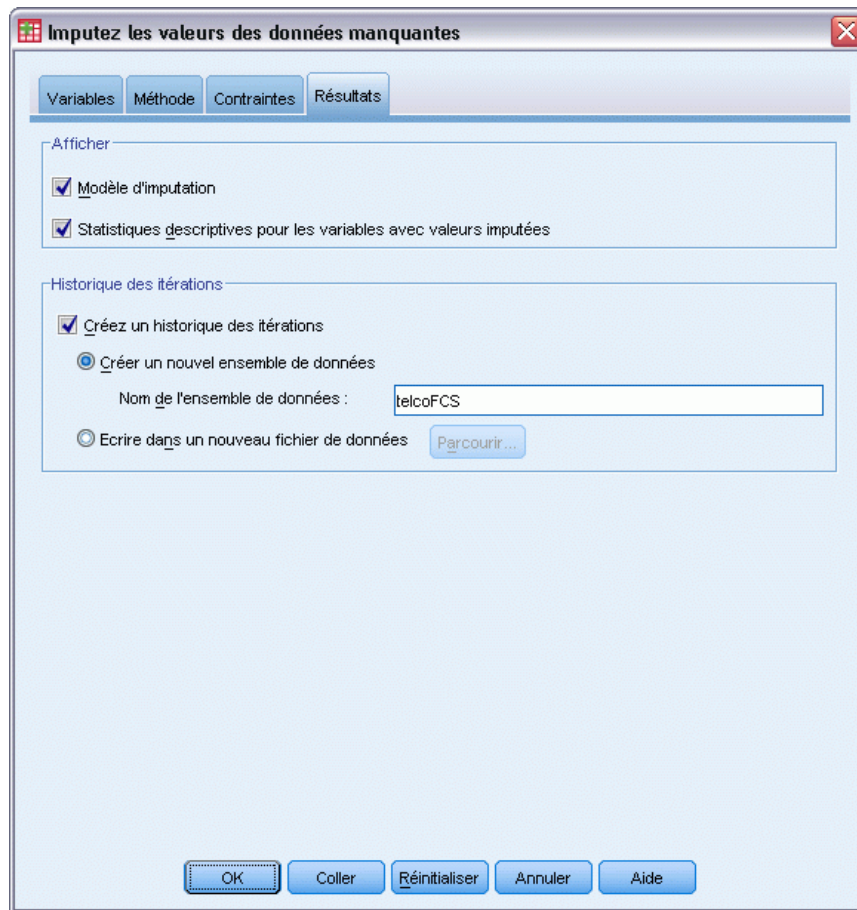 Imputez les valeurs des données manquantes
Variables Méthode Contraintes Résultats
Afficher
Modèle d'imputation
Statistiques descriptives pour les variables avec valeurs imputées
Historique des itérations
Créez un historique des itérations
Créer un nouvel ensemble de données
Nom de l'ensemble de données : telcoFCS
Ecrire dans un nouveau fichier de données Parcourir...
OK Coller Réinitialiser Annuler Aide